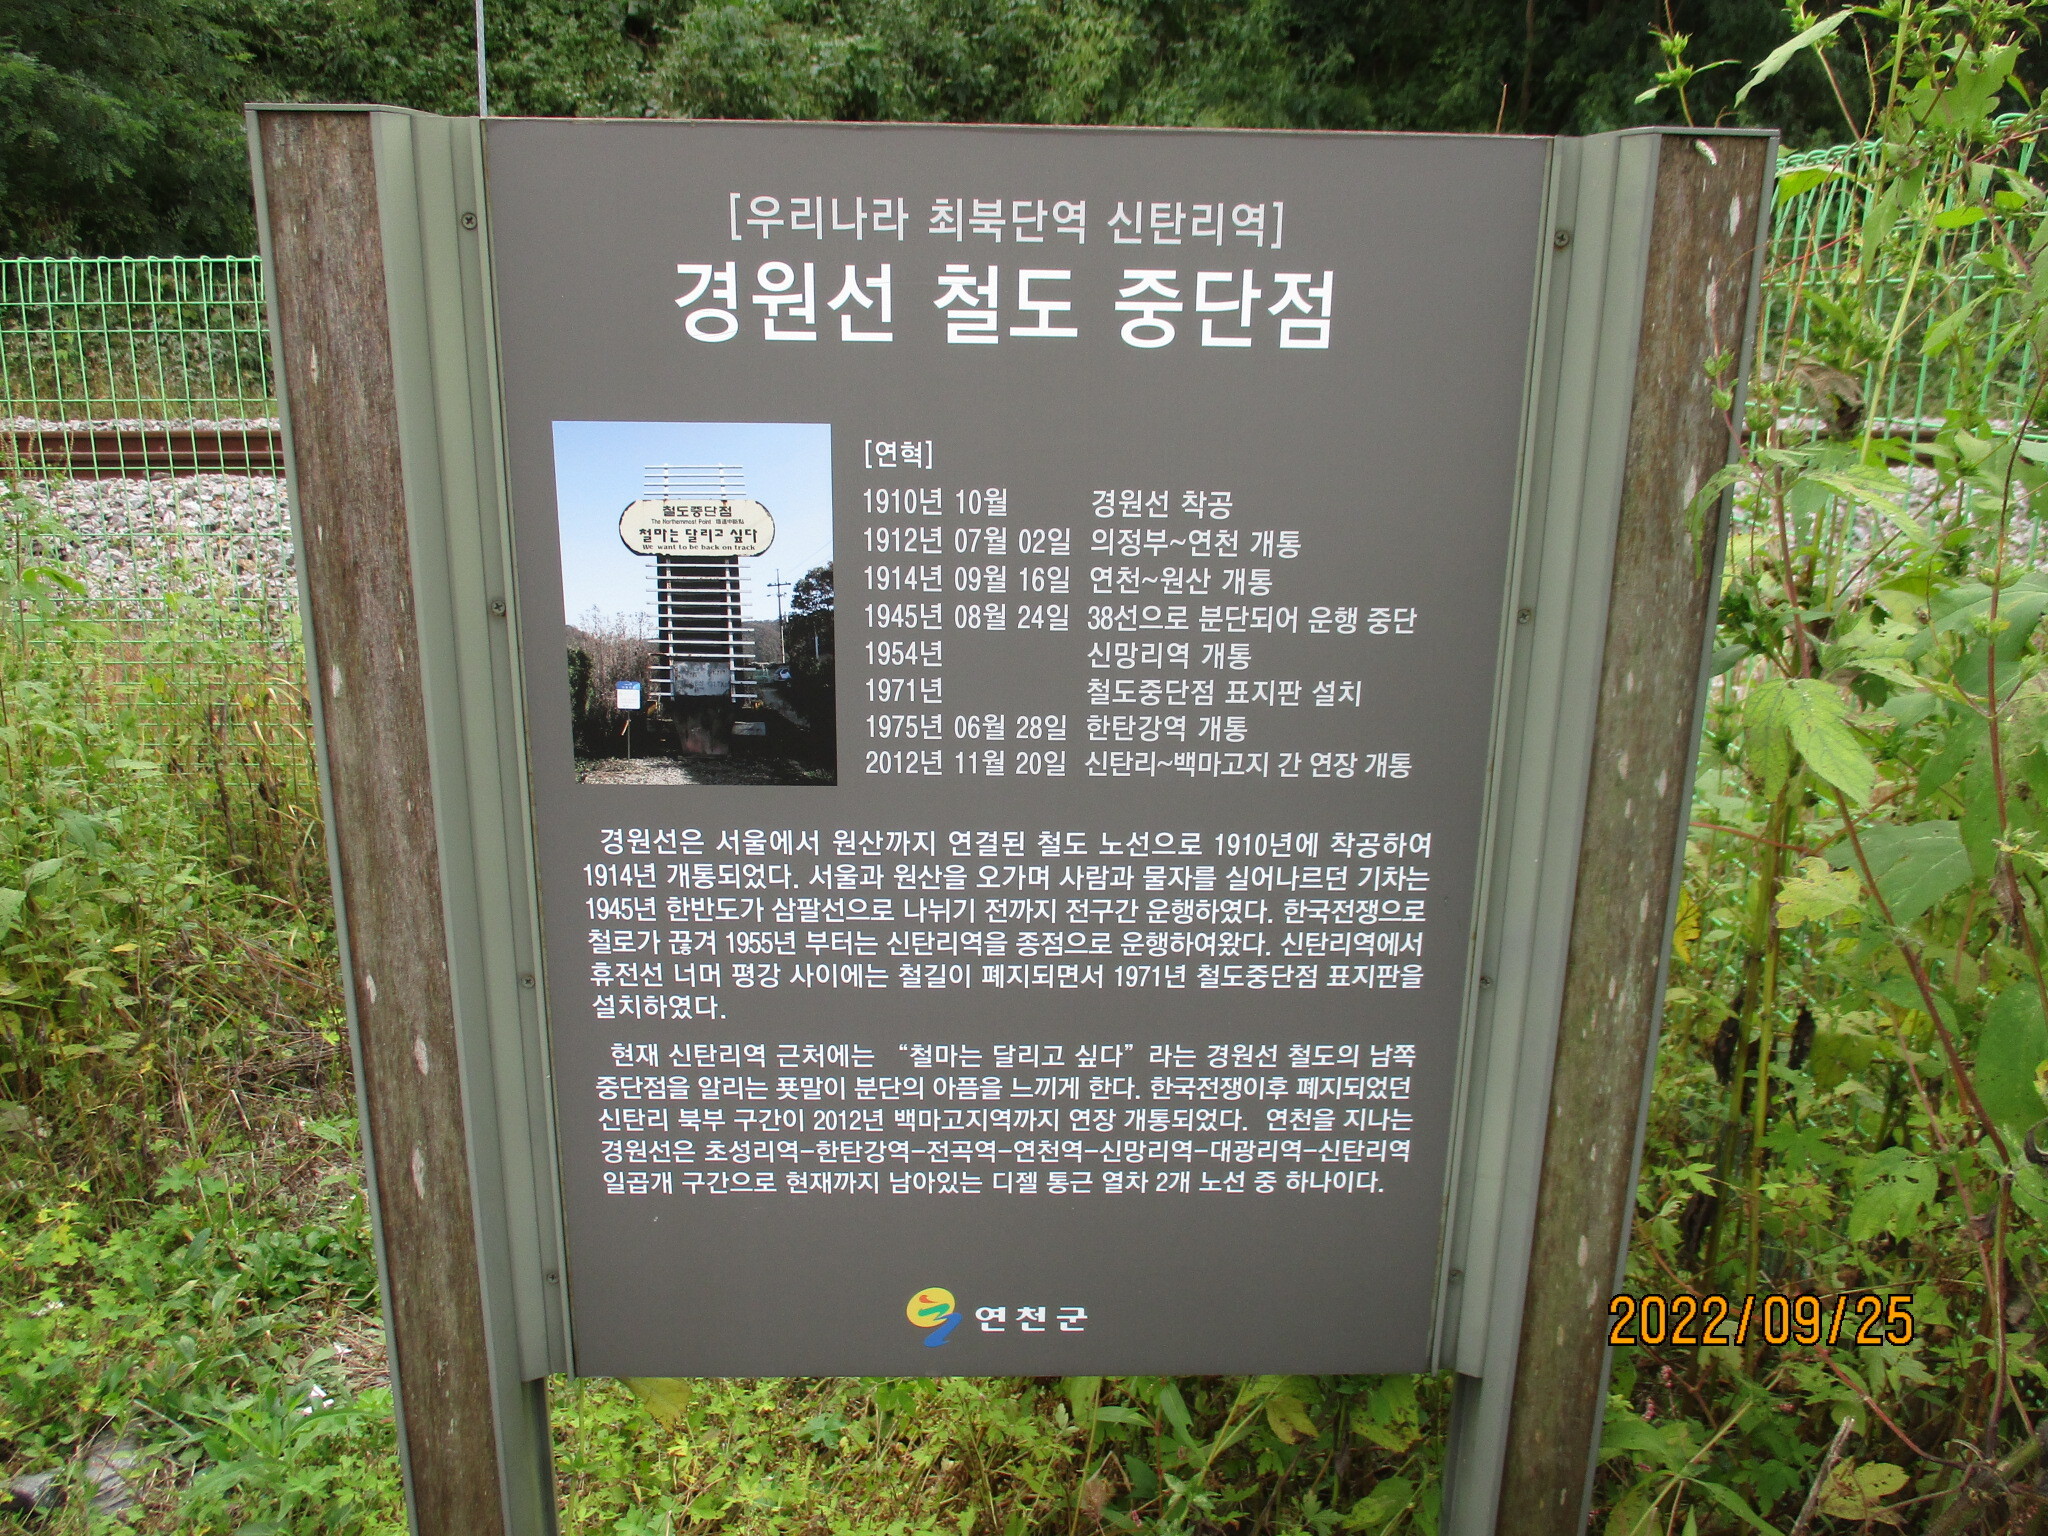 [우리나라 최북단역 신탄리역]
경원선 철도 중단점
철도중단점
The Northernmost Point
철마는 달리고 싶다
We want to be back on track
[연혁]
1910년 10월 경원선 착공
1912년 07월 02일 의정부~연천 개통
1914년 09월 16일 연천~원산 개통
1945년 08월 24일 38선으로 분단되어 운행 중단
1954년 신망리역 개통
1971년 철도중단점 표지판 설치
1975년 06월 28일 한탄강역 개통
2012년 11월 20일 신탄리~백마고지 간 연장 개통
경원선은 서울에서 원산까지 연결된 철도 노선으로 1910년에 착공하여
1914년 개통되었다. 서울과 원산을 오가며 사람과 물자를 실어나르던 기차는
1945년 한반도가 삼팔선으로 나뉘기 전까지 전구간 운행하였다. 한국전쟁으로
철로가 끊겨 1955년 부터는 신탄리역을 종점으로 운행하여왔다. 신탄리역에서
휴전선 너머 평강 사이에는 철길이 폐지되면서 1971년 철도중단점 표지판을
설치하였다.
현재 신탄리역 근처에는 “철마는 달리고 싶다” 라는 경원선 철도의 남쪽
중단점을 알리는 푯말이 분단의 아픔을 느끼게 한다. 한국전쟁이후 폐지되었던
신탄리 북부 구간이 2012년 백마고지역까지 연장 개통되었다. 연천을 지나는
경원선은 초성리역-한탄강역-전곡역-연천역-신망리역-대광리역-신탄리역
일곱개 구간으로 현재까지 남아있는 디젤 통근 열차 2개 노선 중 하나이다.
연천군
2022/09/25